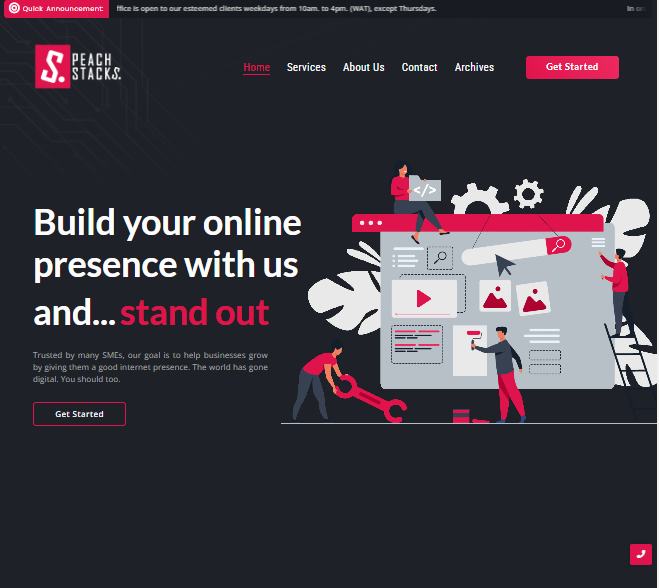 Quick Announcement:
ffice is open to our esteemed clients weekdays from 10am. to 4pm. (WAT), except Thursdays.
In o
S. PEACH
STACKS.
Home Services About Us Contact Archives Get Started
</>
Build your online
presence with us
and... stand out
Trusted by many SMEs, our goal is to help businesses grow
by giving them a good internet presence. The world has gone
digital. You should too.
Get Started